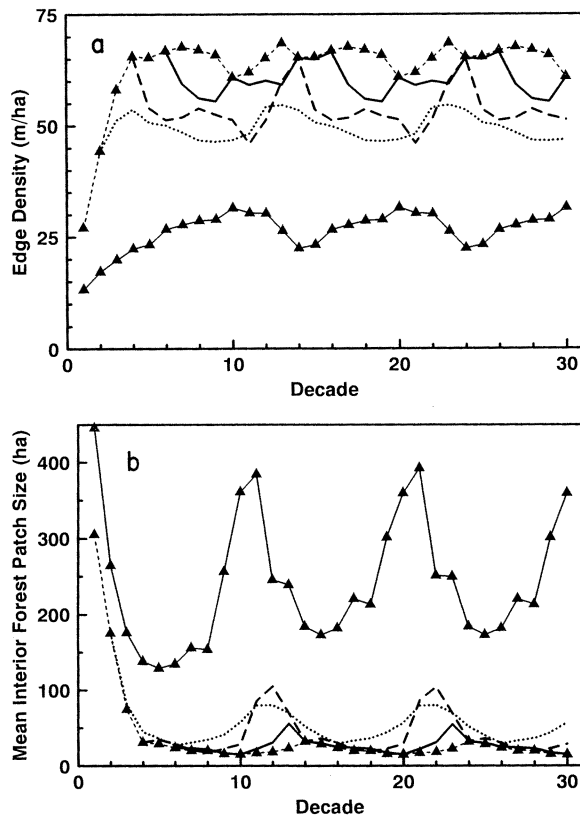 75
a
50
25
0
Edge Density (m/ha)
0 10 20 30
Decade
400
b
300
200
100
0
Mean Interior Forest Patch Size (ha)
0 10 20 30
Decade